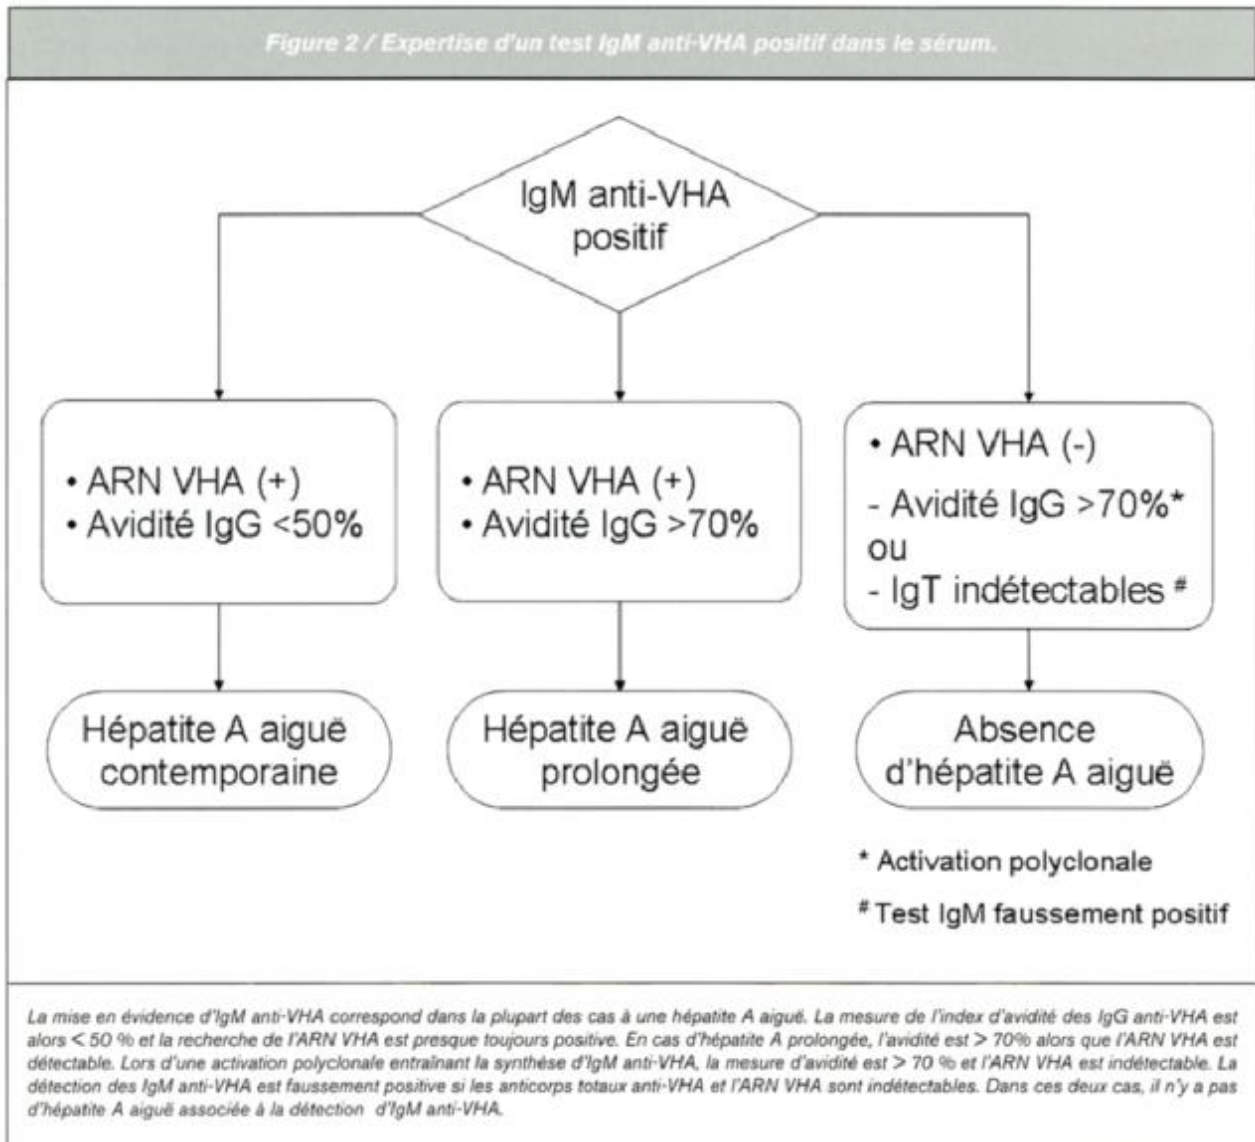 Figure 2 / Expertise d'un test IgM anti-VHA positif dans le sérum.
IgM anti-VHA
positif
• ARN VHA (+)
• Avidité IgG <50%
• ARN VHA (+)
• Avidité IgG >70%
• ARN VHA (-)
- Avidité IgG >70%*
ou
- IgT indétectables #
Hépatite A aiguë
contemporaine
Hépatite A aiguë
prolongée
Absence
d'hépatite A aiguë
* Activation polyclonale
# Test IgM faussement positif
La mise en évidence d'IgM anti-VHA correspond dans la plupart des cas à une hépatite A aiguë. La mesure de l'index d'avidité des IgG anti-VHA est
alors < 50 % et la recherche de l'ARN VHA est presque toujours positive. En cas d'hépatite A prolongée, l'avidité est > 70% alors que l'ARN VHA est
détectable. Lors d'une activation polyclonale entraînant la synthèse d'IgM anti-VHA, la mesure d'avidité est > 70 % et l'ARN VHA est indétectable. La
détection des IgM anti-VHA est faussement positive si les anticorps totaux anti-VHA et l'ARN VHA sont indétectables. Dans ces deux cas, il n'y a pas
d'hépatite A aiguë associée à la détection d'IgM anti-VHA.